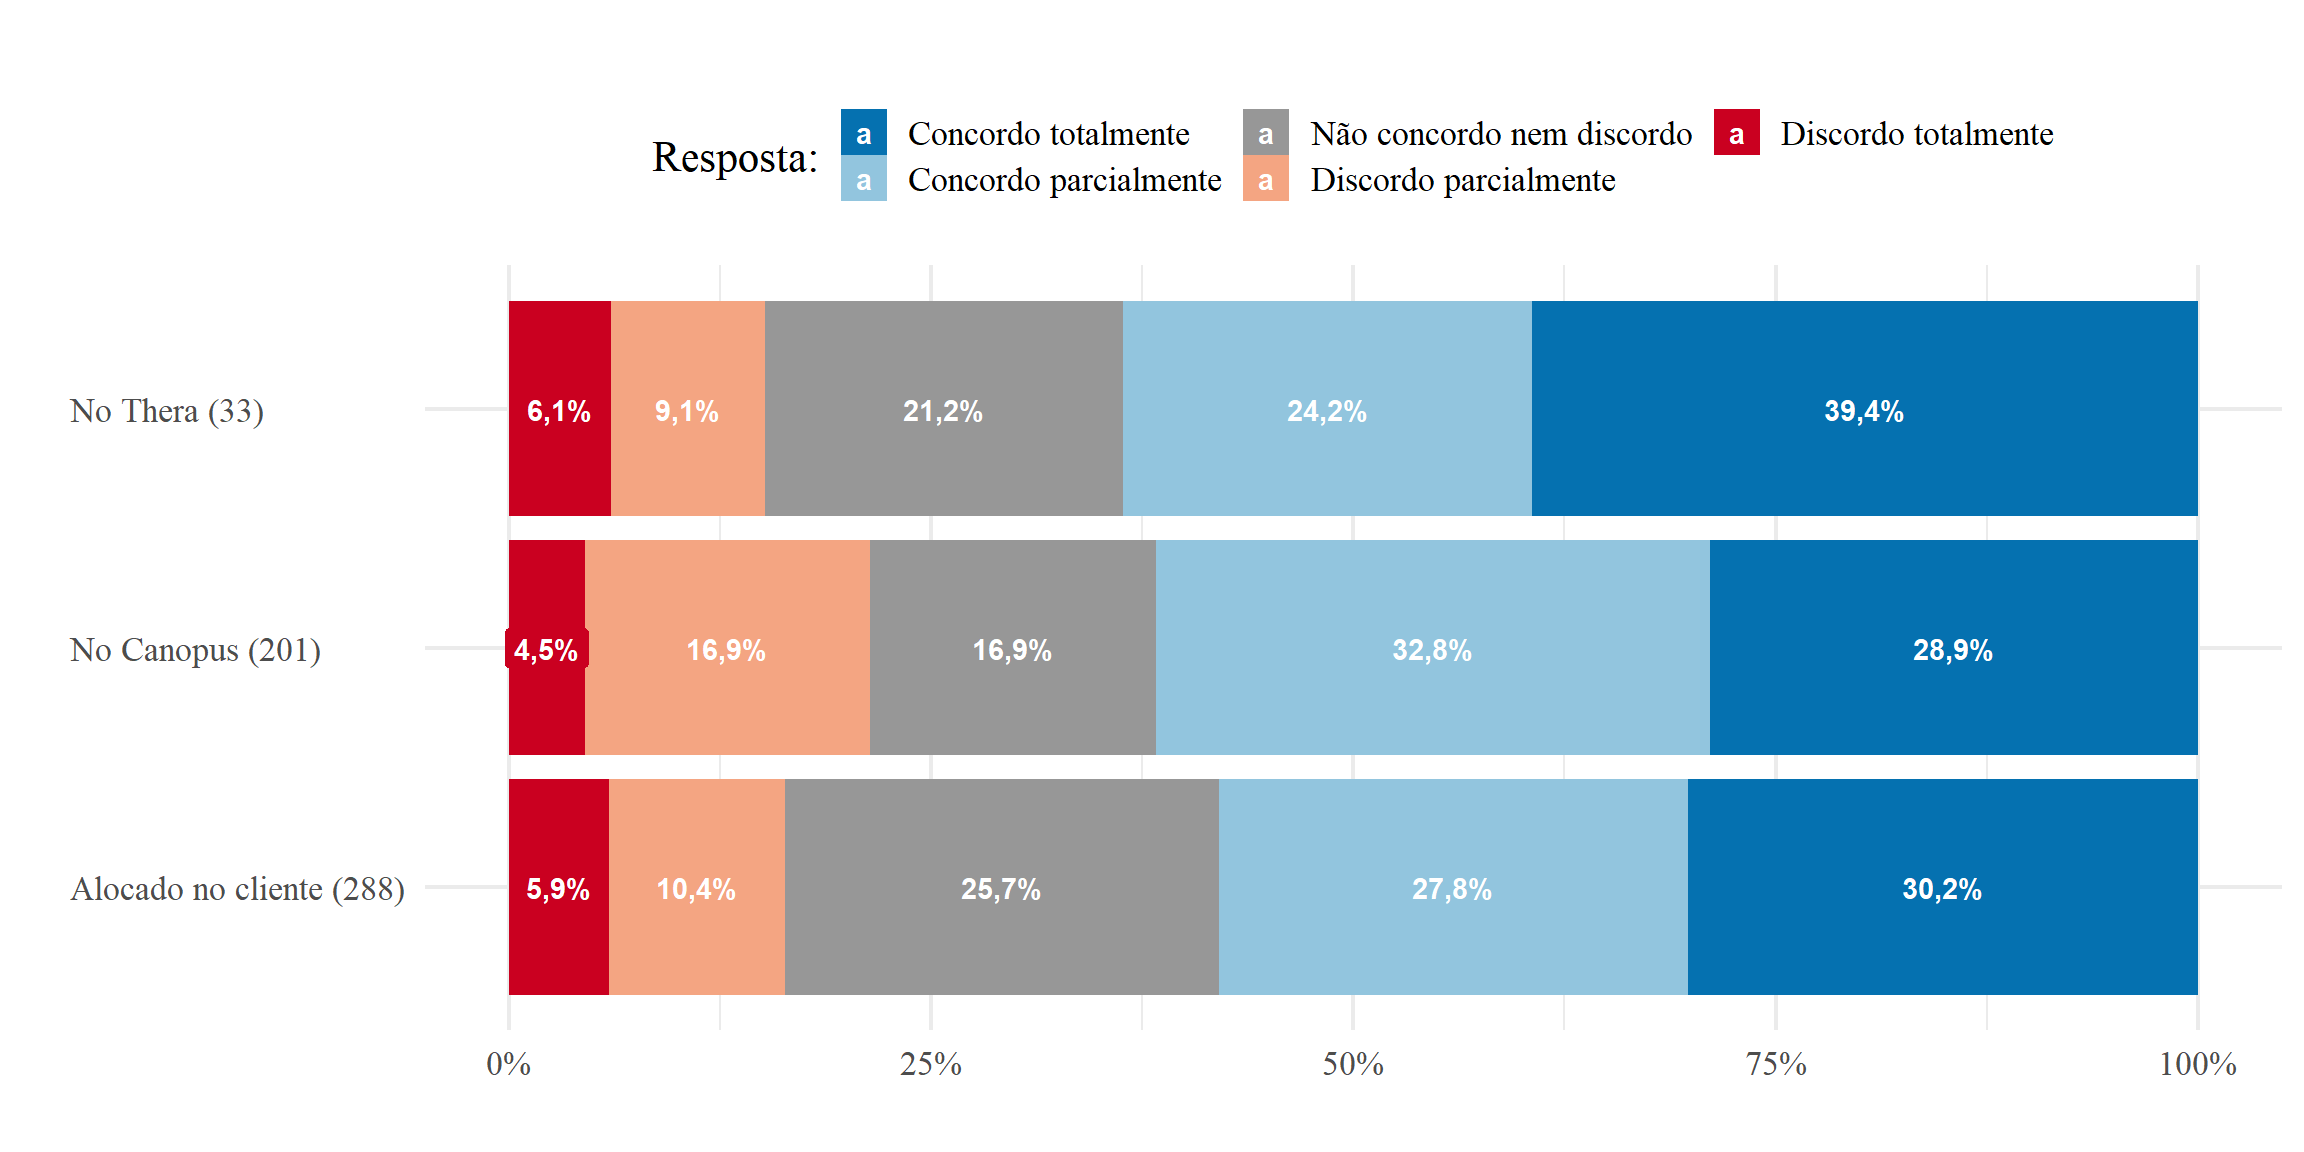 Resposta:
a Concordo totalmente
a Concordo parcialmente
a Não concordo nem discordo
a Discordo parcialmente
a Discordo totalmente
No Thera (33)
6,1% 9,1% 21,2% 24,2% 39,4%
No Canopus (201)
4,5% 16,9% 16,9% 32,8% 28,9%
Alocado no cliente (288)
5,9% 10,4% 25,7% 27,8% 30,2%
0% 25% 50% 75% 100%